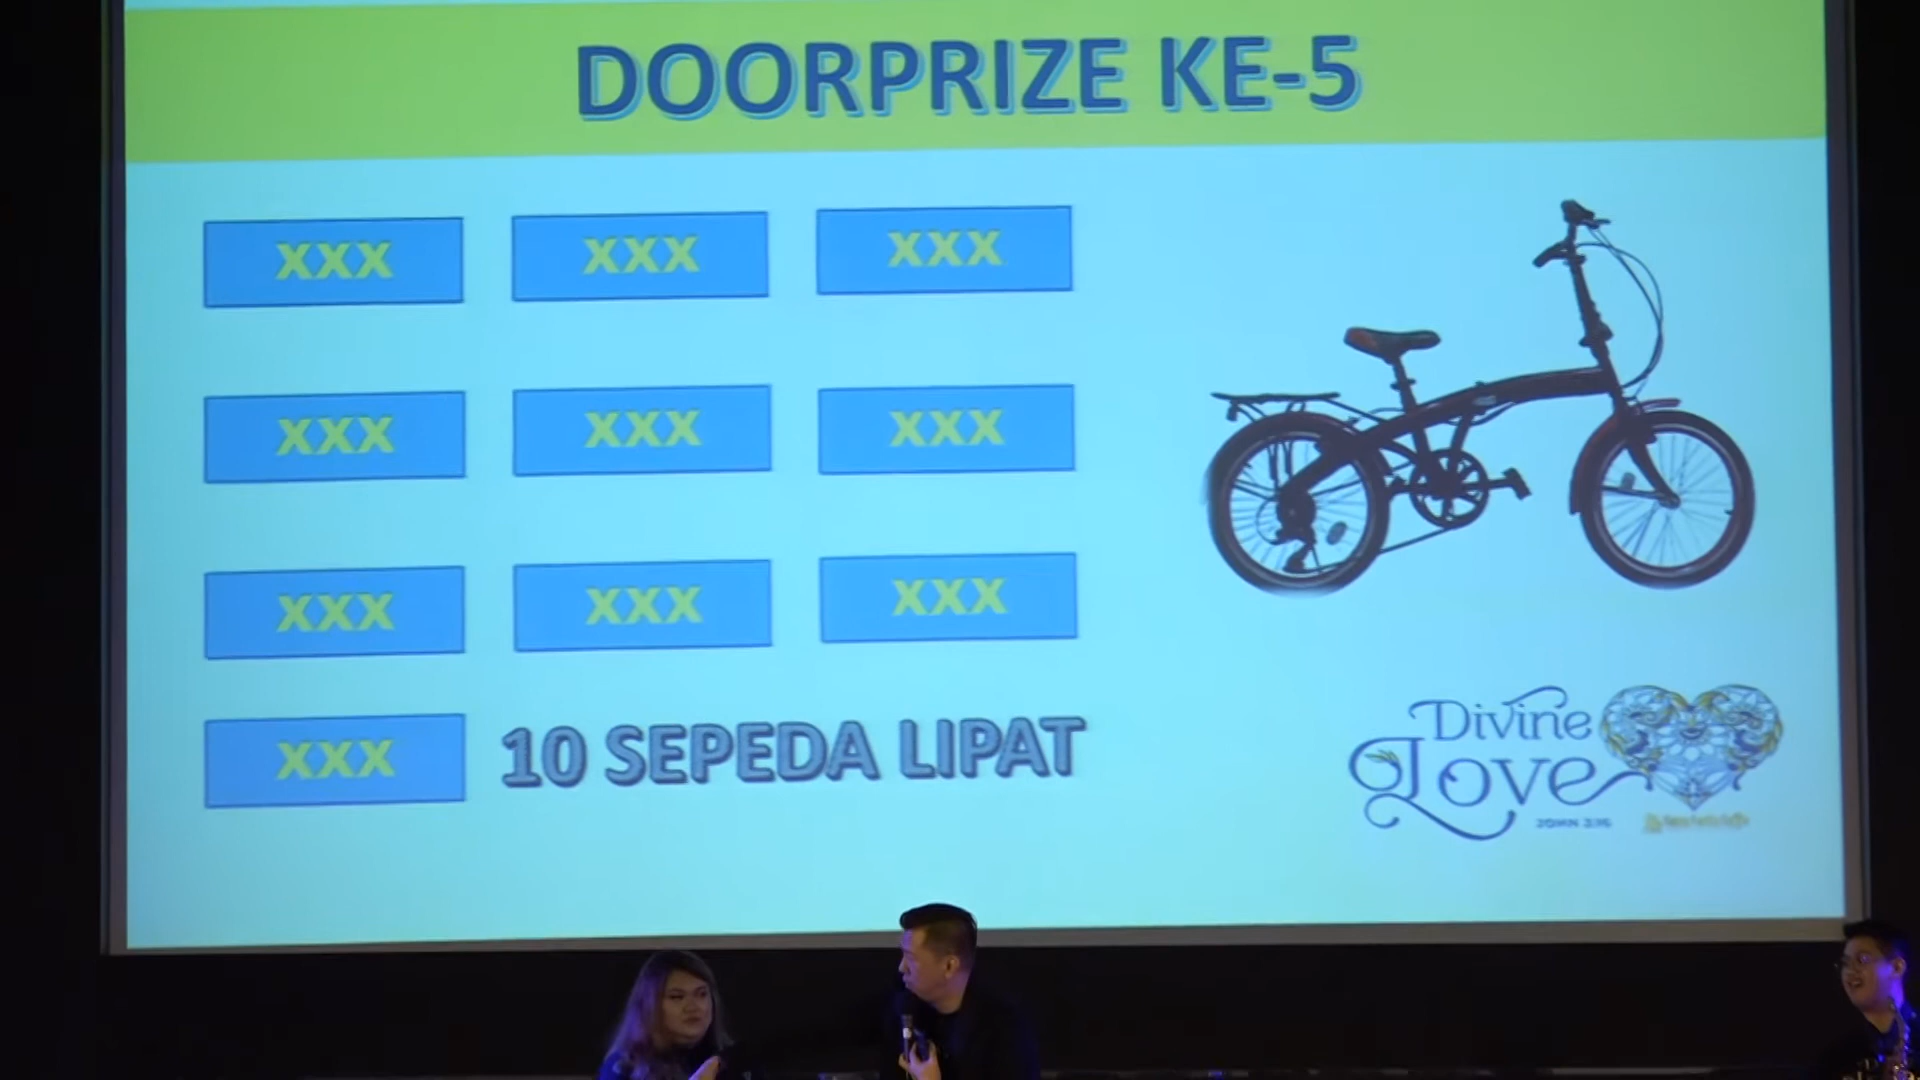 DOORPRIZE KE-5
XXX XXX XXX
XXX XXX XXX
XXX XXX XXX
XXX 10 SEPEDA LIPAT
Divine
Love
JOHN 3:16